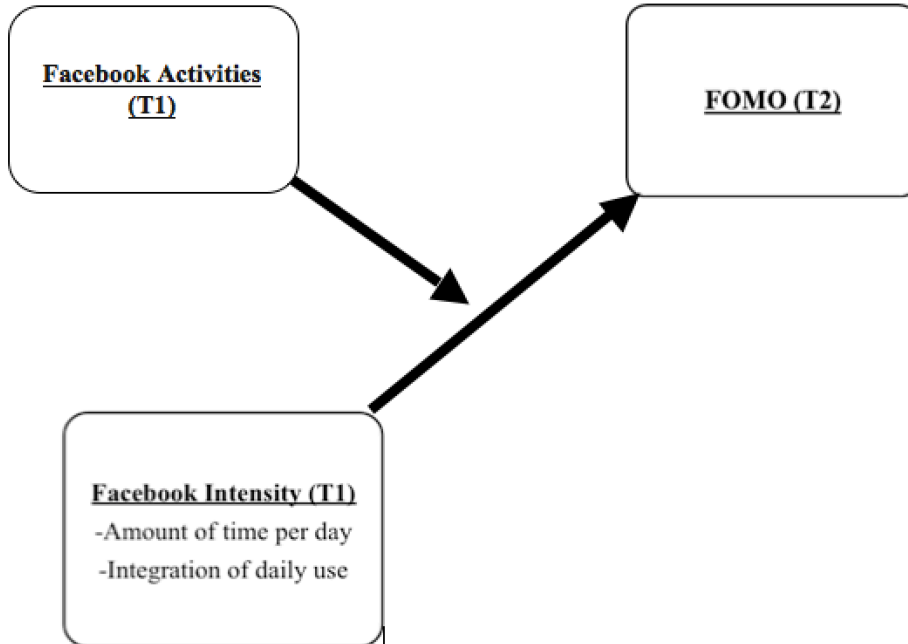 Facebook Activities
(T1)
FOMO (T2)
Facebook Intensity (T1)
-Amount of time per day
-Integration of daily use